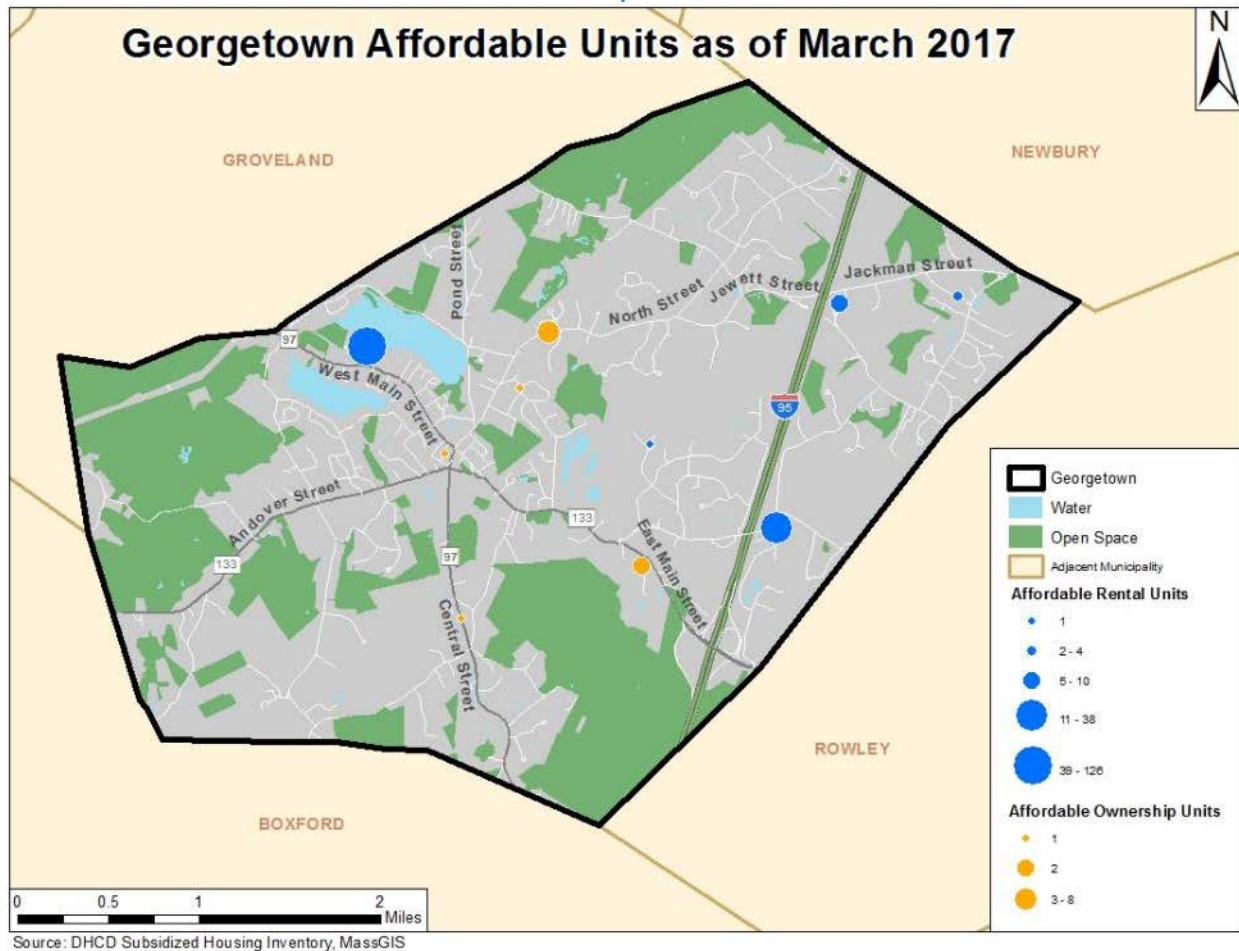 Georgetown Affordable Units as of March 2017
N
GROVELAND
NEWBURY
Pond Street
Jackman Street
Jewett Street
North Street
97
West Main Street
95
Andover Street
133
133
97
East Main Street
Central Street
ROWLEY
BOXFORD
Georgetown
Water
Open Space
Adjacent Municipality
Affordable Rental Units
1
2 - 4
5 - 10
11 - 38
39 - 126
Affordable Ownership Units
1
2
3 - 8
0 0.5 1 2
Miles
Source: DHCD Subsidized Housing Inventory, MassGIS